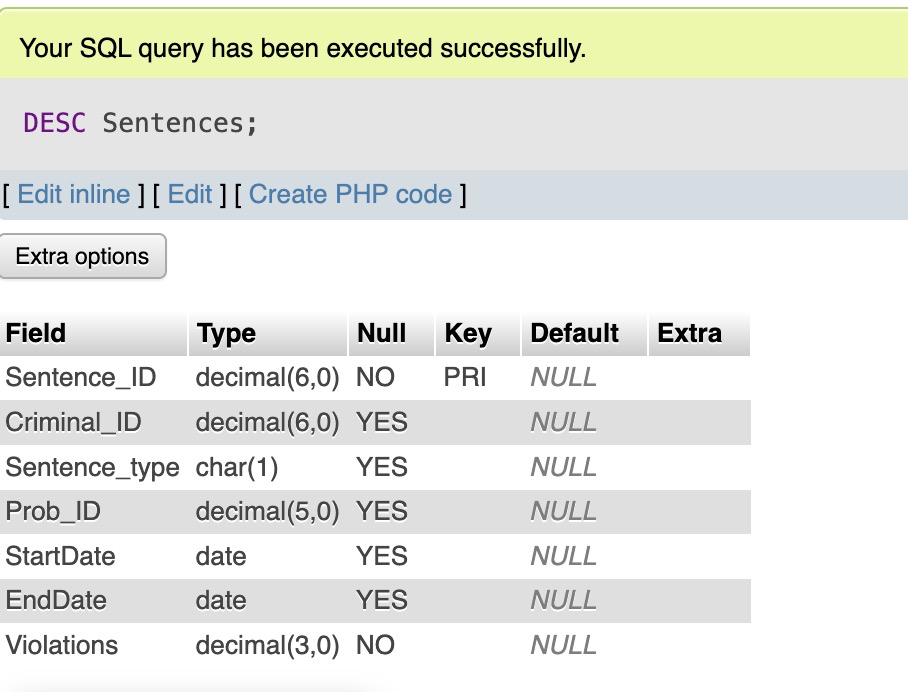 Your SQL query has been executed successfully.
DESC Sentences;
[ Edit inline ] [ Edit ] [ Create PHP code ]
Extra options
Field Type Null Key Default Extra
Sentence_ID decimal(6,0) NO PRI NULL
Criminal_ID decimal(6,0) YES NULL
Sentence_type char(1) YES NULL
Prob_ID decimal(5,0) YES NULL
StartDate date YES NULL
EndDate date YES NULL
Violations decimal(3,0) NO NULL